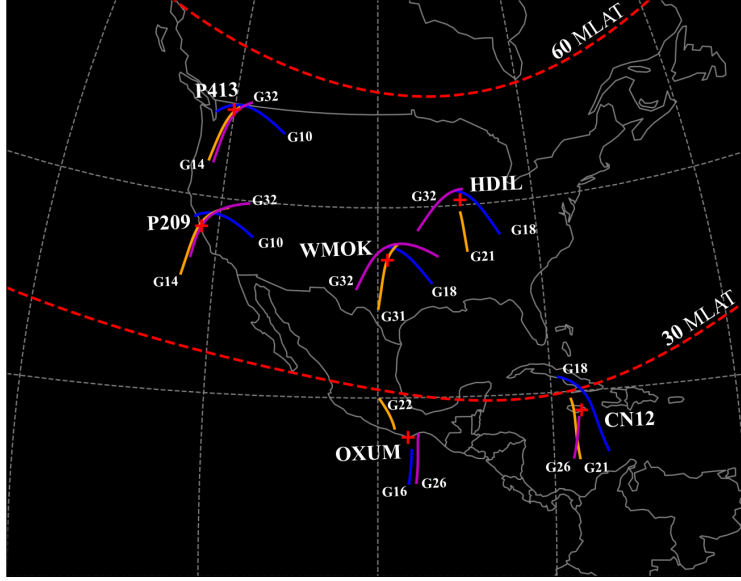 60 MLAT
P413
G32
G10
G14
HDIL
G32
P209
G32
G18
G10
WMOK
G21
G14
G32
G18
G31
30 MLAT
G18
G22
CN12
OXUM
G26
G21
G16
G26